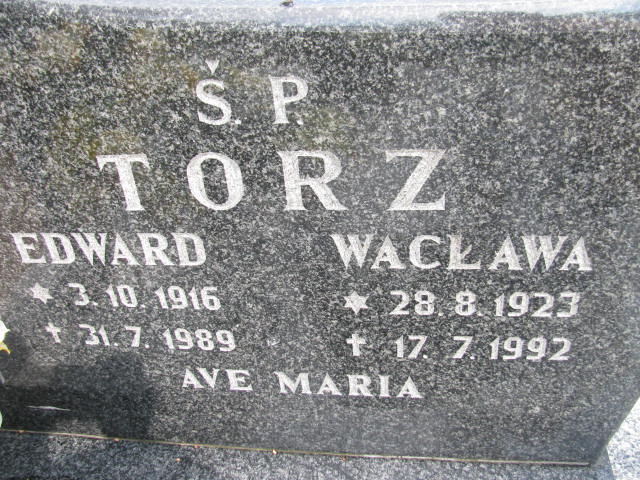 Š. P.
TORZ
EDWARD WACŁAWA
* 3. 10. 1916 * 28. 8. 1923
† 31. 7. 1989 † 17. 7. 1992
AVE MARIA